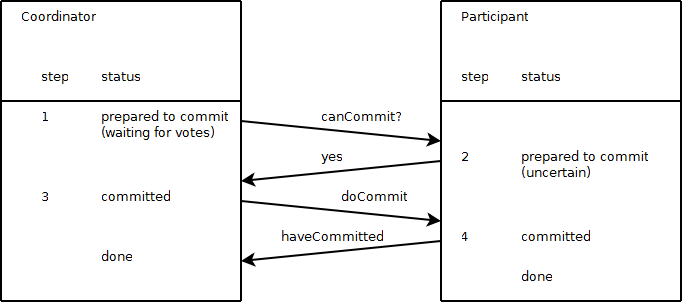 Coordinator
Participant
step status
step status
1 prepared to commit
(waiting for votes)
canCommit?
yes
2 prepared to commit
(uncertain)
3 committed
doCommit
haveCommitted
4 committed
done
done